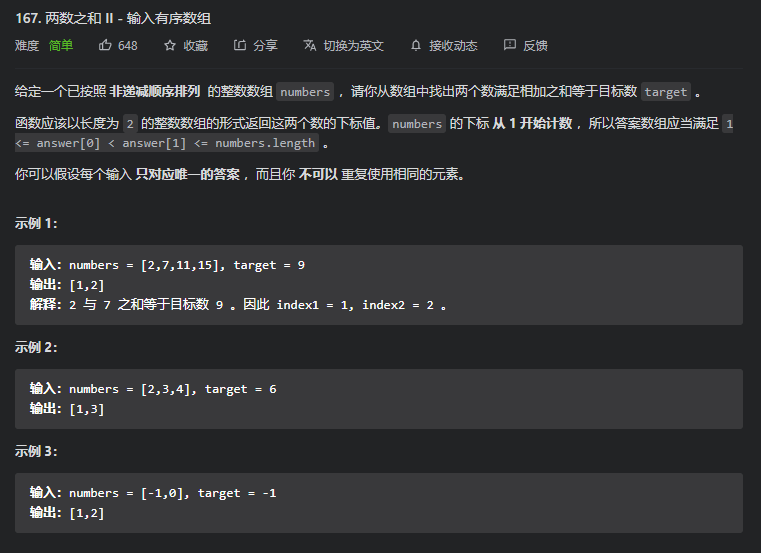 167. 两数之和 II - 输入有序数组
难度 简单 648 收藏 分享 切换为英文 接收动态 反馈
给定一个已按照 非递减顺序排列 的整数数组 numbers ，请你从数组中找出两个数满足相加之和等于目标数 target 。
函数应该以长度为 2 的整数数组的形式返回这两个数的下标值。numbers 的下标 从 1 开始计数 ，所以答案数组应当满足 1
<= answer[0] < answer[1] <= numbers.length 。
你可以假设每个输入 只对应唯一的答案 ，而且你 不可以 重复使用相同的元素。
示例 1：
输入：numbers = [2,7,11,15], target = 9
输出：[1,2]
解释：2 与 7 之和等于目标数 9 。因此 index1 = 1, index2 = 2 。
示例 2：
输入：numbers = [2,3,4], target = 6
输出：[1,3]
示例 3：
输入：numbers = [-1,0], target = -1
输出：[1,2]